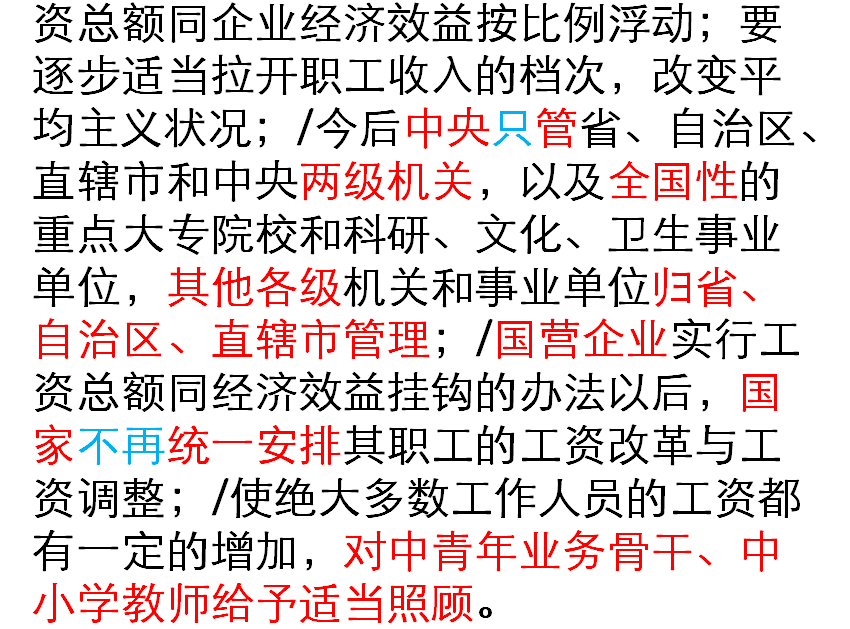 资总额同企业经济效益按比例浮动；要
逐步适当拉开职工收入的档次，改变平
均主义状况；/今后中央只管省、自治区、
直辖市和中央两级机关，以及全国性的
重点大专院校和科研、文化、卫生事业
单位，其他各级机关和事业单位归省、
自治区、直辖市管理；/国营企业实行工
资总额同经济效益挂钩的办法以后，国
家不再统一安排其职工的工资改革与工
资调整；/使绝大多数工作人员的工资都
有一定的增加，对中青年业务骨干、中
小学教师给予适当照顾。